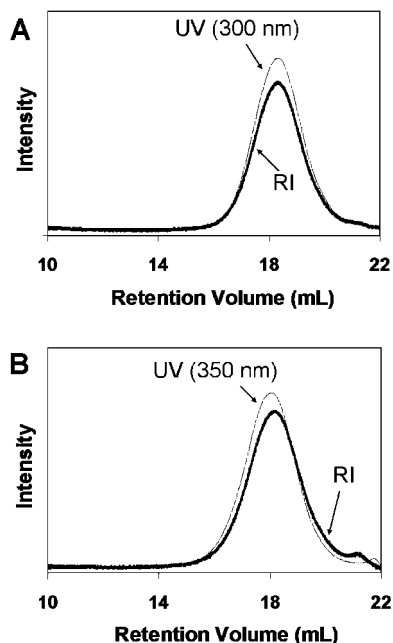 A
UV (300 nm)
RI
Intensity
10 14 18 22
Retention Volume (mL)
B
UV (350 nm)
RI
Intensity
10 14 18 22
Retention Volume (mL)